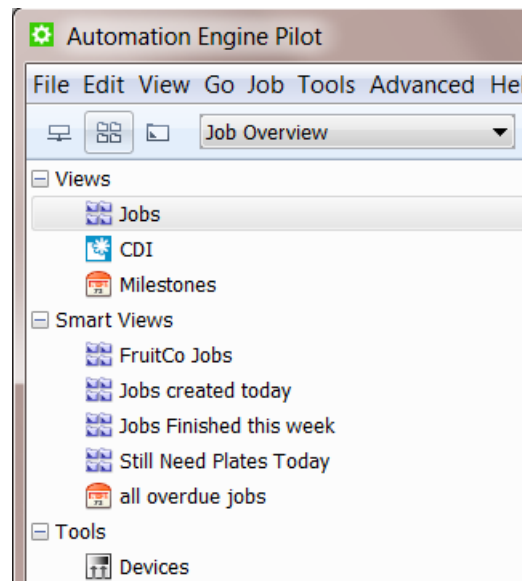 Automation Engine Pilot
File Edit View Go Job Tools Advanced Hel
Job Overview
Views
Jobs
CDI
Milestones
Smart Views
FruitCo Jobs
Jobs created today
Jobs Finished this week
Still Need Plates Today
all overdue jobs
Tools
Devices